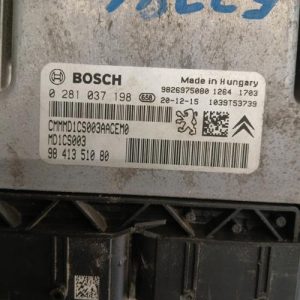 BOSCH
Made in Hungary
9826975080 1264 1703
0 281 037 198 658 20-12-15 1039T53739
CMMMD1CS003AACEM0
MD1CS003
98 413 510 80